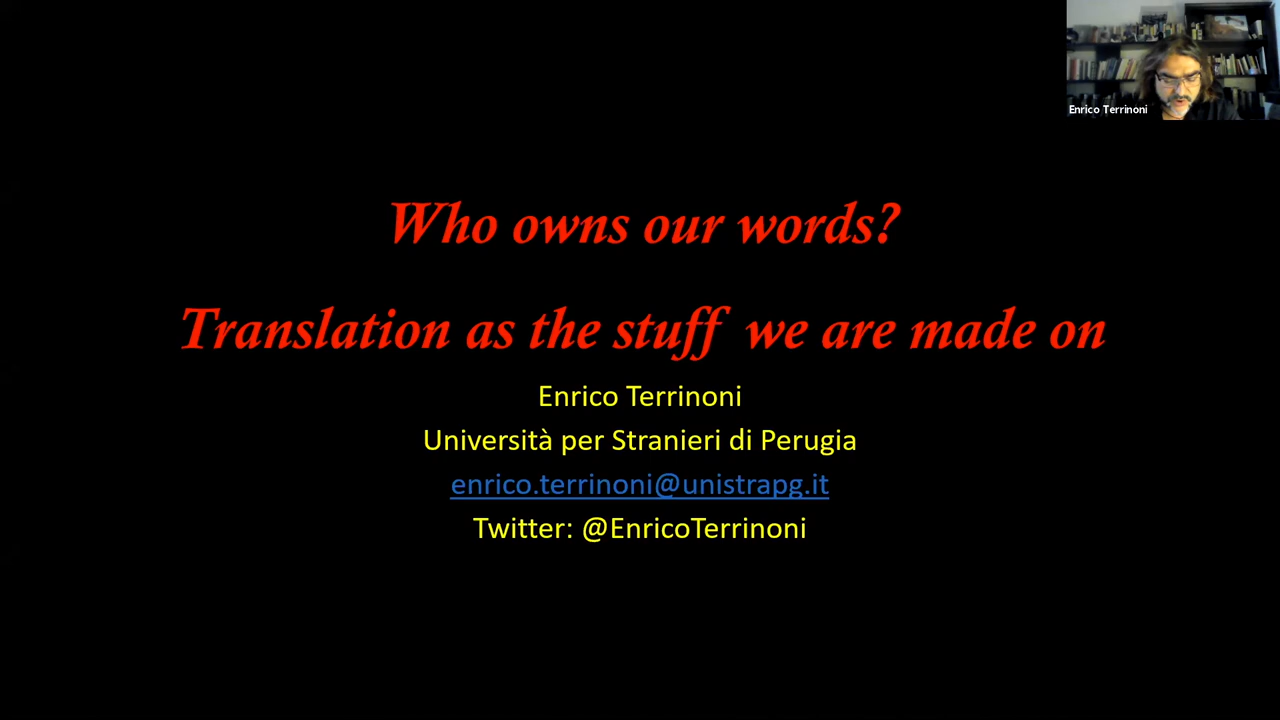 Enrico Terrinoni
Who owns our words?
Translation as the stuff we are made on
Enrico Terrinoni
Università per Stranieri di Perugia
enrico.terrinoni@unistrapg.it
Twitter: @EnricoTerrinoni